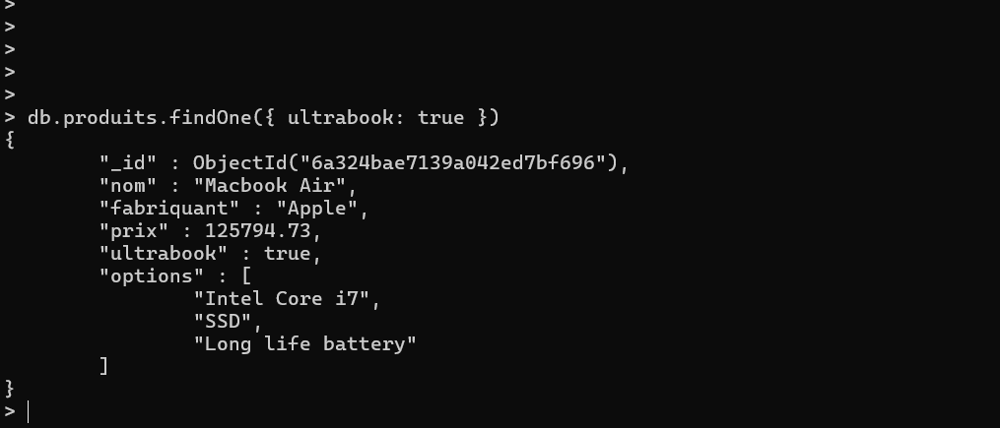 >
>
>
>
>
> db.produits.findOne({ ultrabook: true })
{
        "_id" : ObjectId("6a324bae7139a042ed7bf696"),
        "nom" : "Macbook Air",
        "fabriquant" : "Apple",
        "prix" : 125794.73,
        "ultrabook" : true,
        "options" : [
                "Intel Core i7",
                "SSD",
                "Long life battery"
        ]
}
>